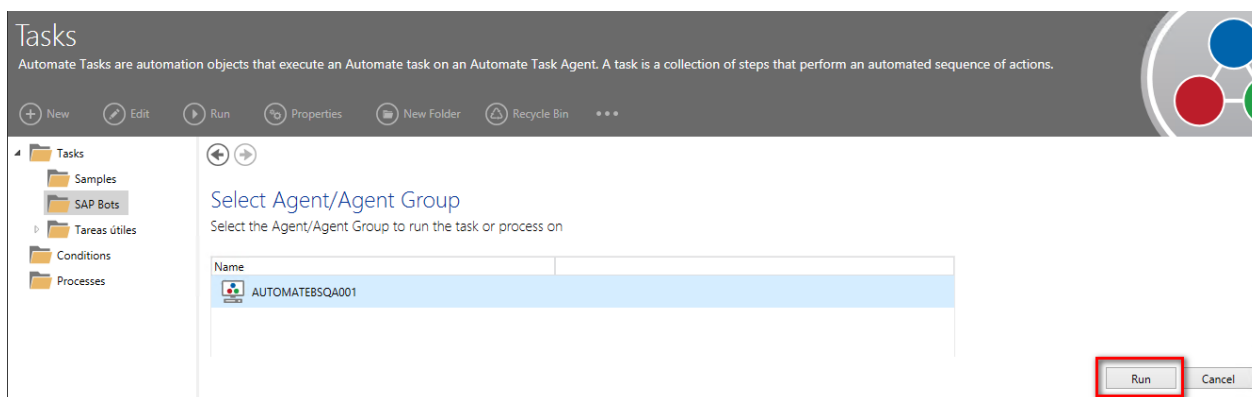 Tasks
Automate Tasks are automation objects that execute an Automate task on an Automate Task Agent. A task is a collection of steps that perform an automated sequence of actions.
New Edit Run Properties New Folder Recycle Bin
Tasks
Samples
SAP Bots
Tareas útiles
Conditions
Processes
Select Agent/Agent Group
Select the Agent/Agent Group to run the task or process on
Name
AUTOMATEBSQA001
Run Cancel